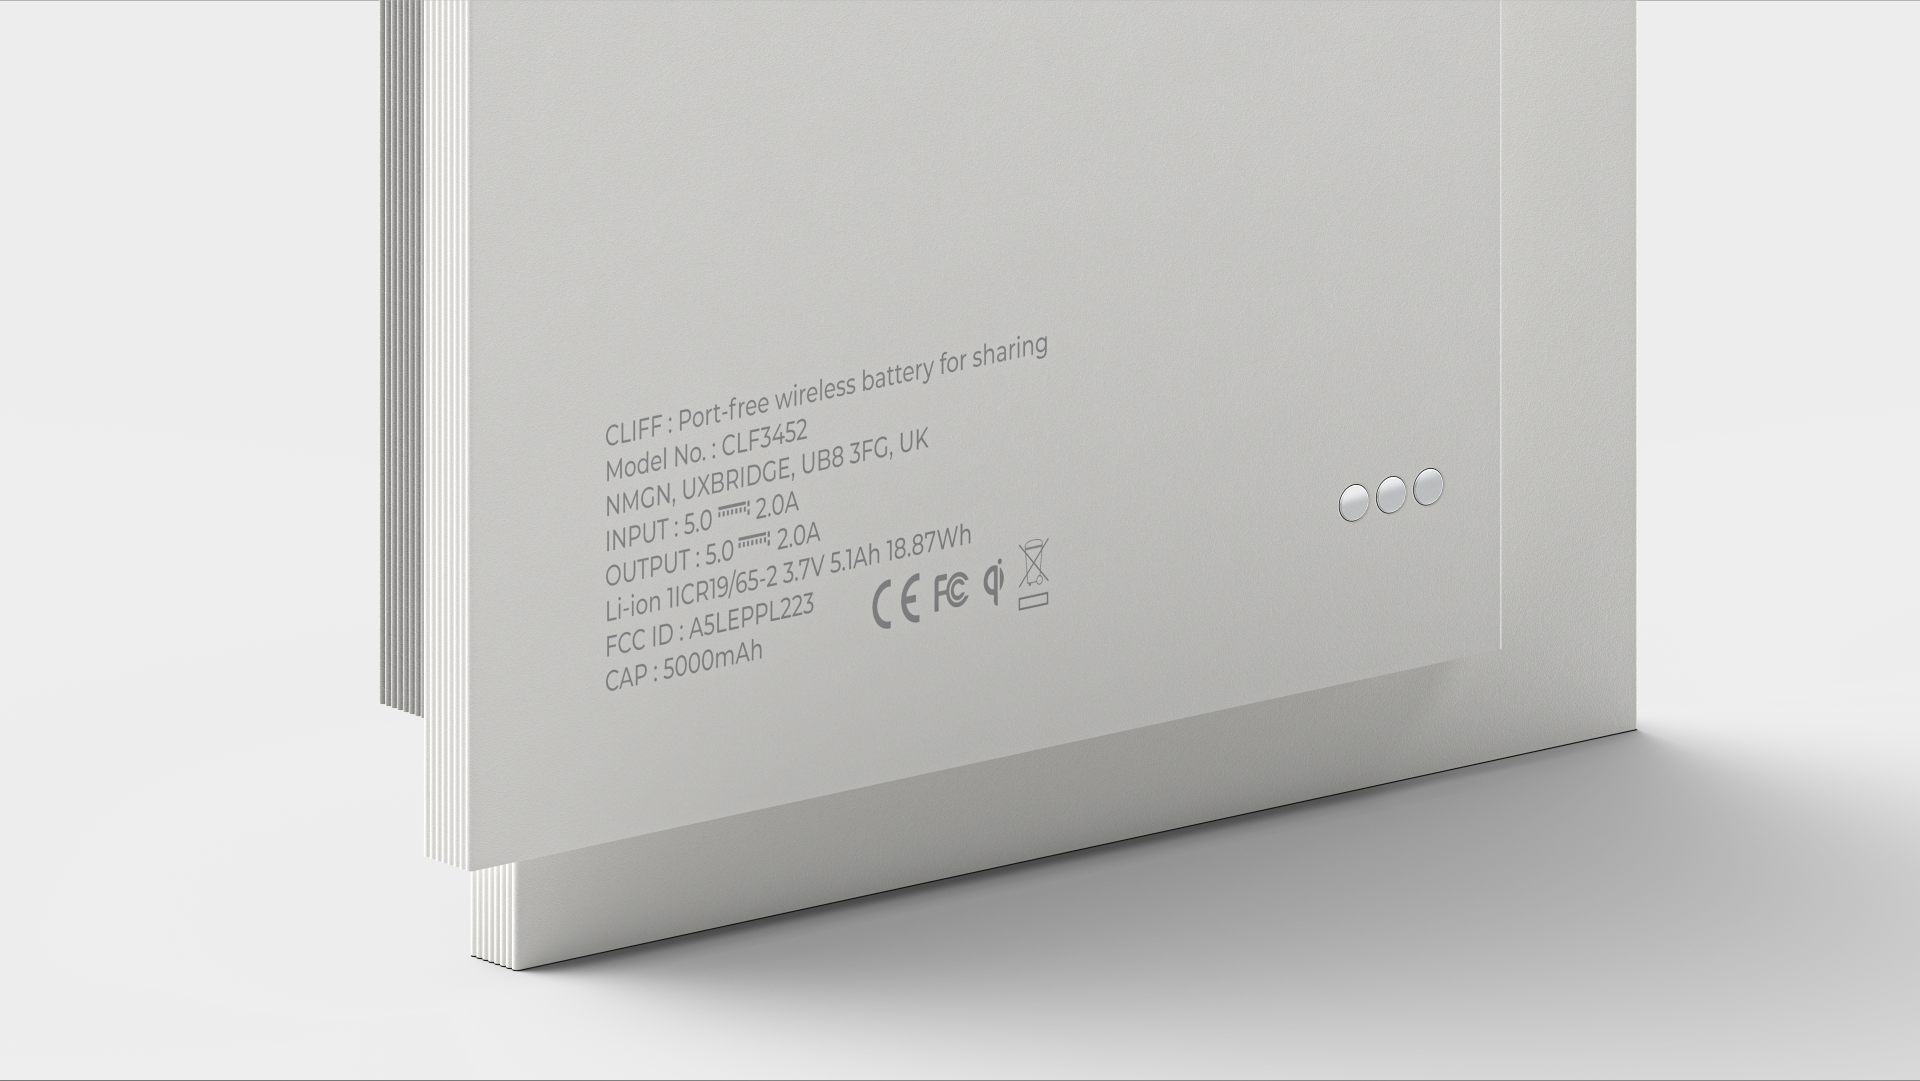 CLIFF : Port-free wireless battery for sharing
Model No. : CLF3452
NMGN, UXBRIDGE, UB8 3FG, UK
INPUT : 5.0 ⎓ 2.0A
OUTPUT : 5.0 ⎓ 2.0A
Li-ion 1ICR19/65-2 3.7V 5.1Ah 18.87Wh
FCC ID : A5LEPPL223
CAP : 5000mAh
CE FC qi